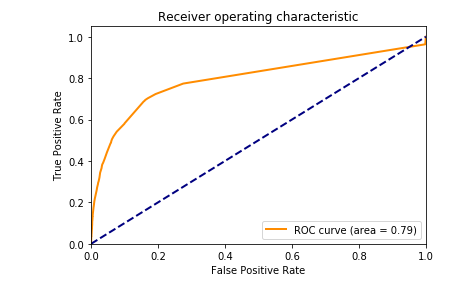 Receiver operating characteristic
1.0
0.8
0.6
0.4
0.2
0.0
True Positive Rate
0.0 0.2 0.4 0.6 0.8 1.0
False Positive Rate
ROC curve (area = 0.79)